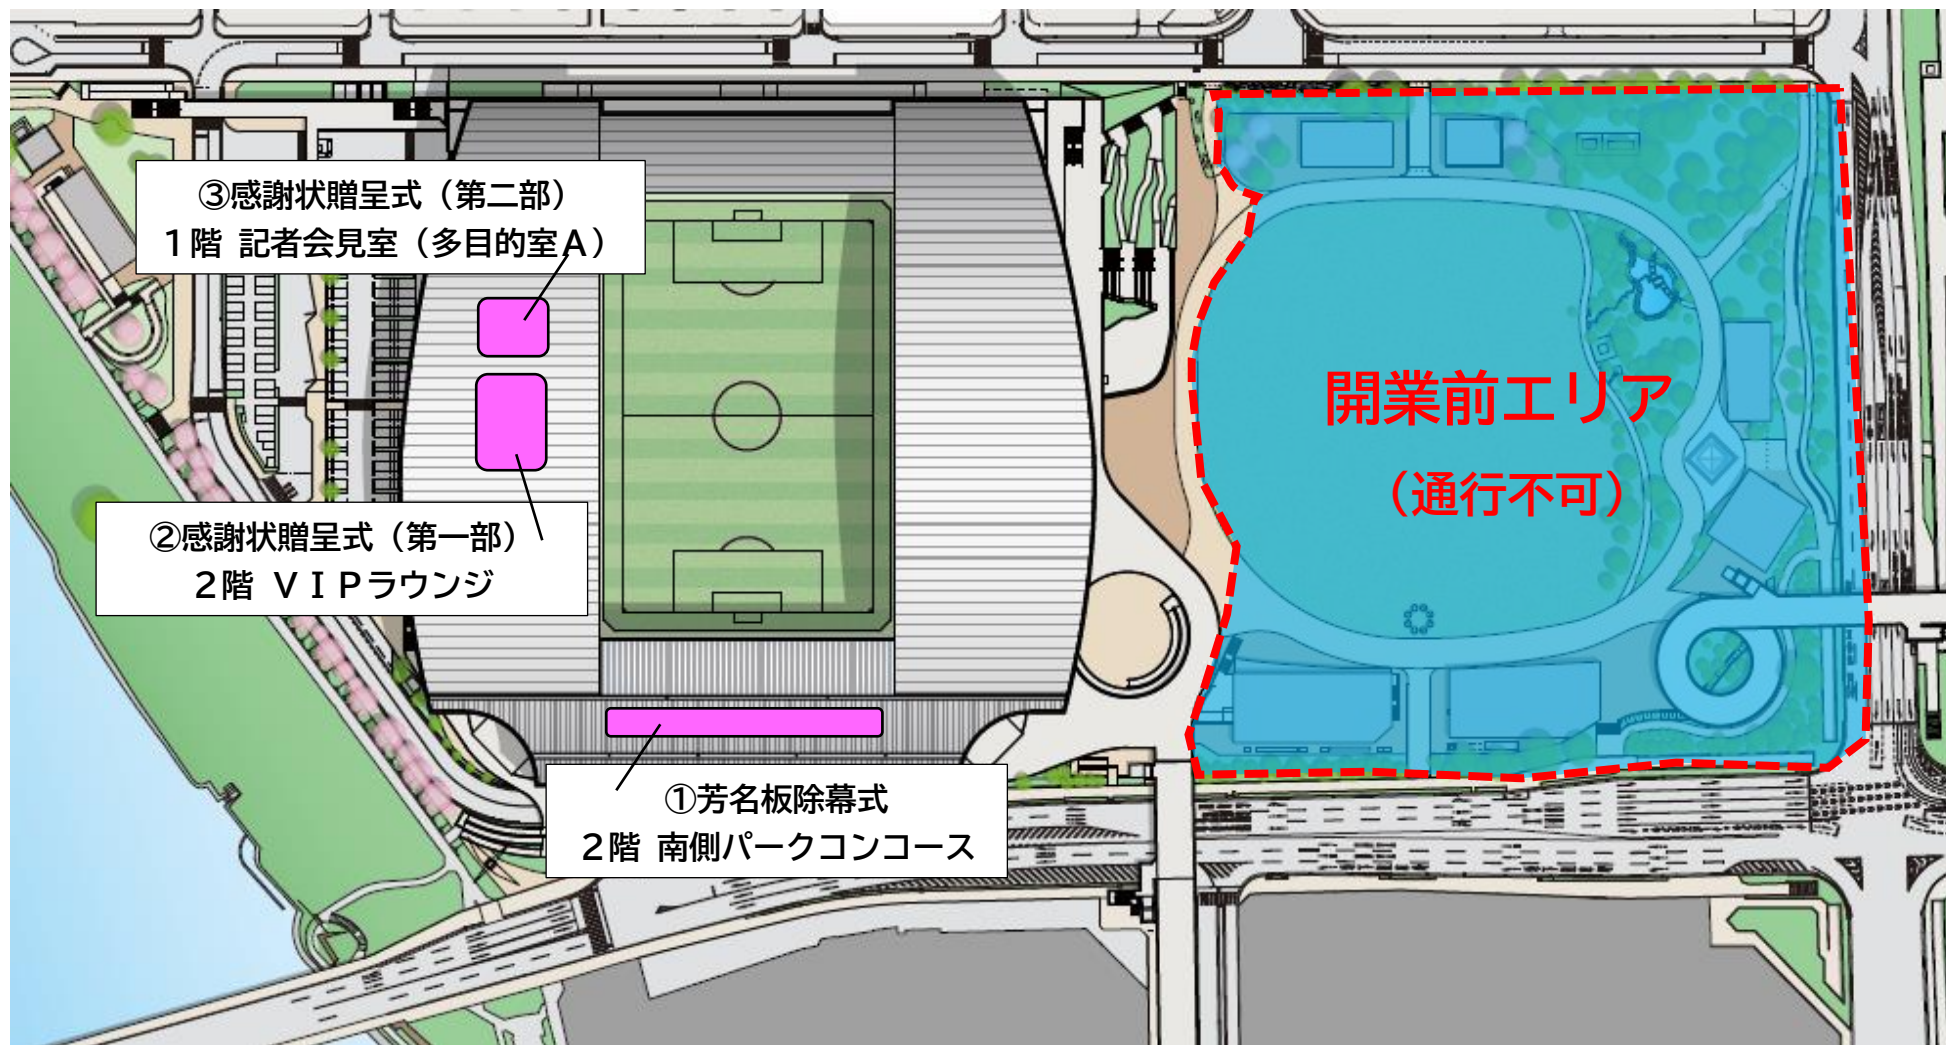 ③感謝状贈呈式（第二部）
１階 記者会見室（多目的室Ａ）
開業前エリア
（通行不可）
②感謝状贈呈式（第一部）
２階 ＶＩＰラウンジ
①芳名板除幕式
２階 南側パークコンコース